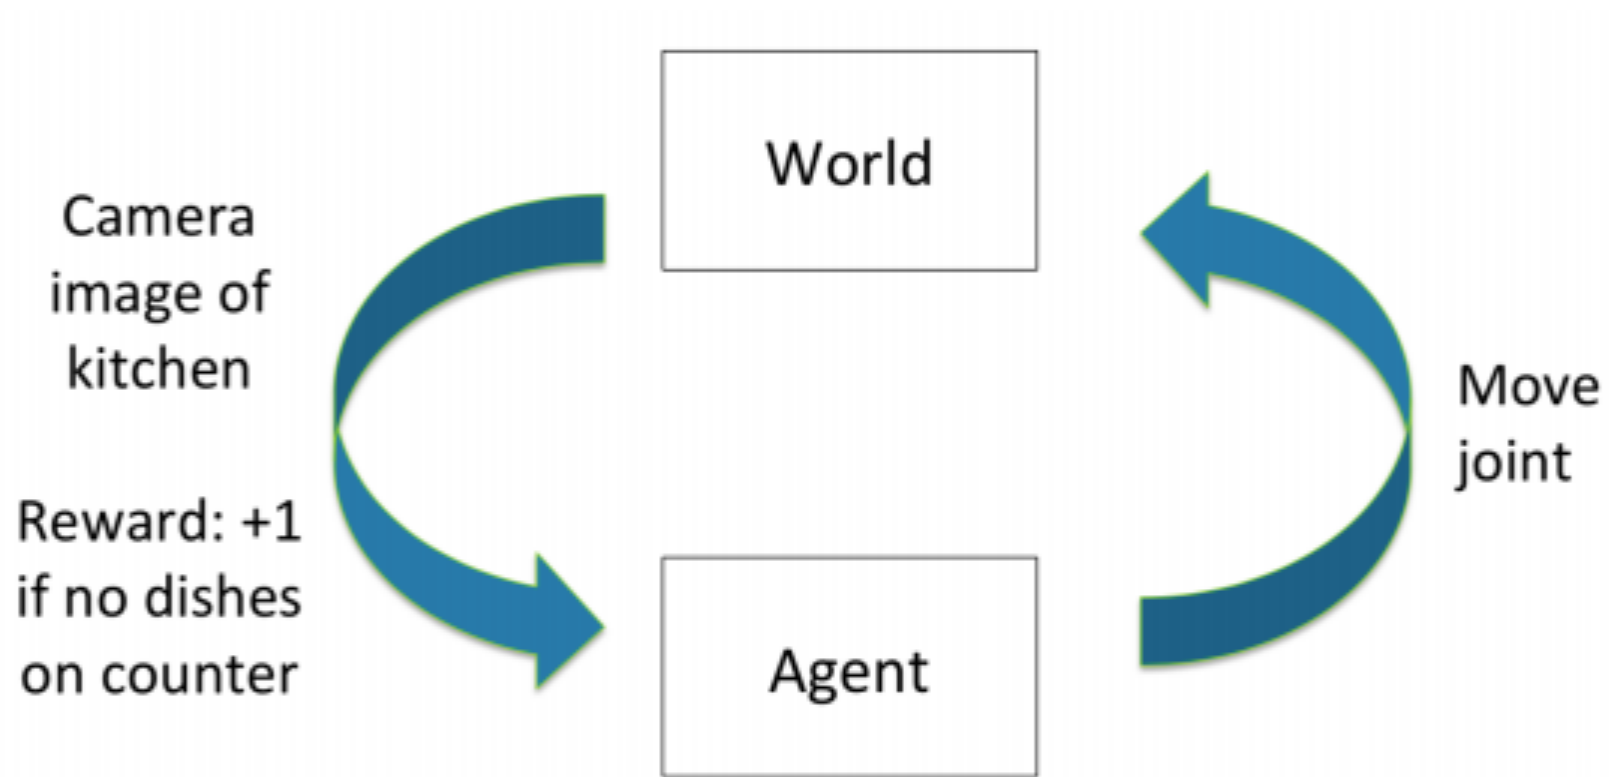 World
Camera
image of
kitchen
Move
joint
Reward: +1
if no dishes
on counter
Agent